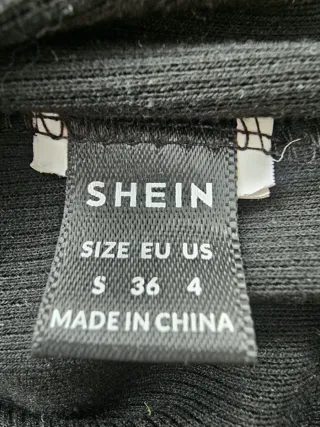 SHEIN
SIZE EU US
S 36 4
MADE IN CHINA